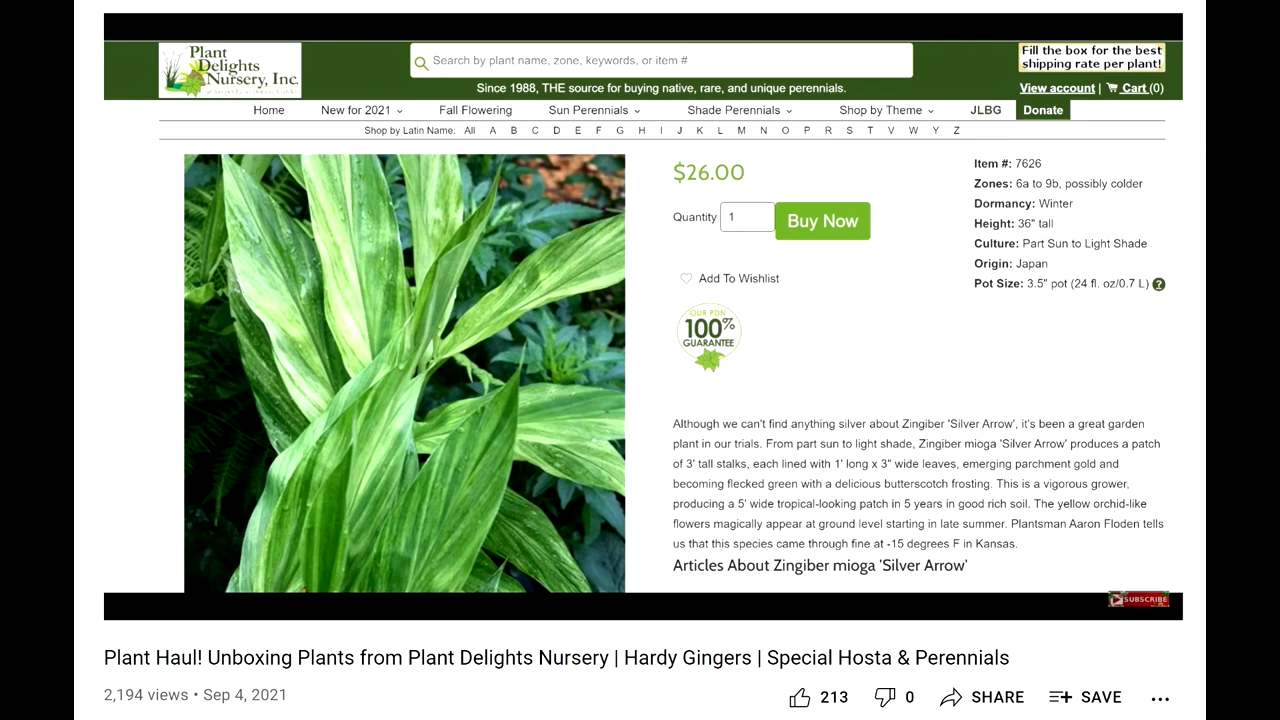 Plant
Delights
Nursery, Inc.
Search by plant name, zone, keywords, or item #
Since 1988, THE source for buying native, rare, and unique perennials.
Fill the box for the best
shipping rate per plant!
View account | Cart (0)
Home New for 2021 Fall Flowering Sun Perennials Shade Perennials Shop by Theme JLBG Donate
Shop by Latin Name: All A B C D E F G H I J K L M N O P R S T V W Y Z
$26.00
Quantity 1 Buy Now
Add To Wishlist
OUR PDN
100%
GUARANTEE
Item #: 7626
Zones: 6a to 9b, possibly colder
Dormancy: Winter
Height: 36" tall
Culture: Part Sun to Light Shade
Origin: Japan
Pot Size: 3.5" pot (24 fl. oz/0.7 L) ?
Although we can't find anything silver about Zingiber 'Silver Arrow', it's been a great garden
plant in our trials. From part sun to light shade, Zingiber mioga 'Silver Arrow' produces a patch
of 3' tall stalks, each lined with 1' long x 3" wide leaves, emerging parchment gold and
becoming flecked green with a delicious butterscotch frosting. This is a vigorous grower,
producing a 5' wide tropical-looking patch in 5 years in good rich soil. The yellow orchid-like
flowers magically appear at ground level starting in late summer. Plantsman Aaron Floden tells
us that this species came through fine at -15 degrees F in Kansas.
Articles About Zingiber mioga 'Silver Arrow'
SUBSCRIBE
Plant Haul! Unboxing Plants from Plant Delights Nursery | Hardy Gingers | Special Hosta & Perennials
2,194 views • Sep 4, 2021
213 0 SHARE SAVE